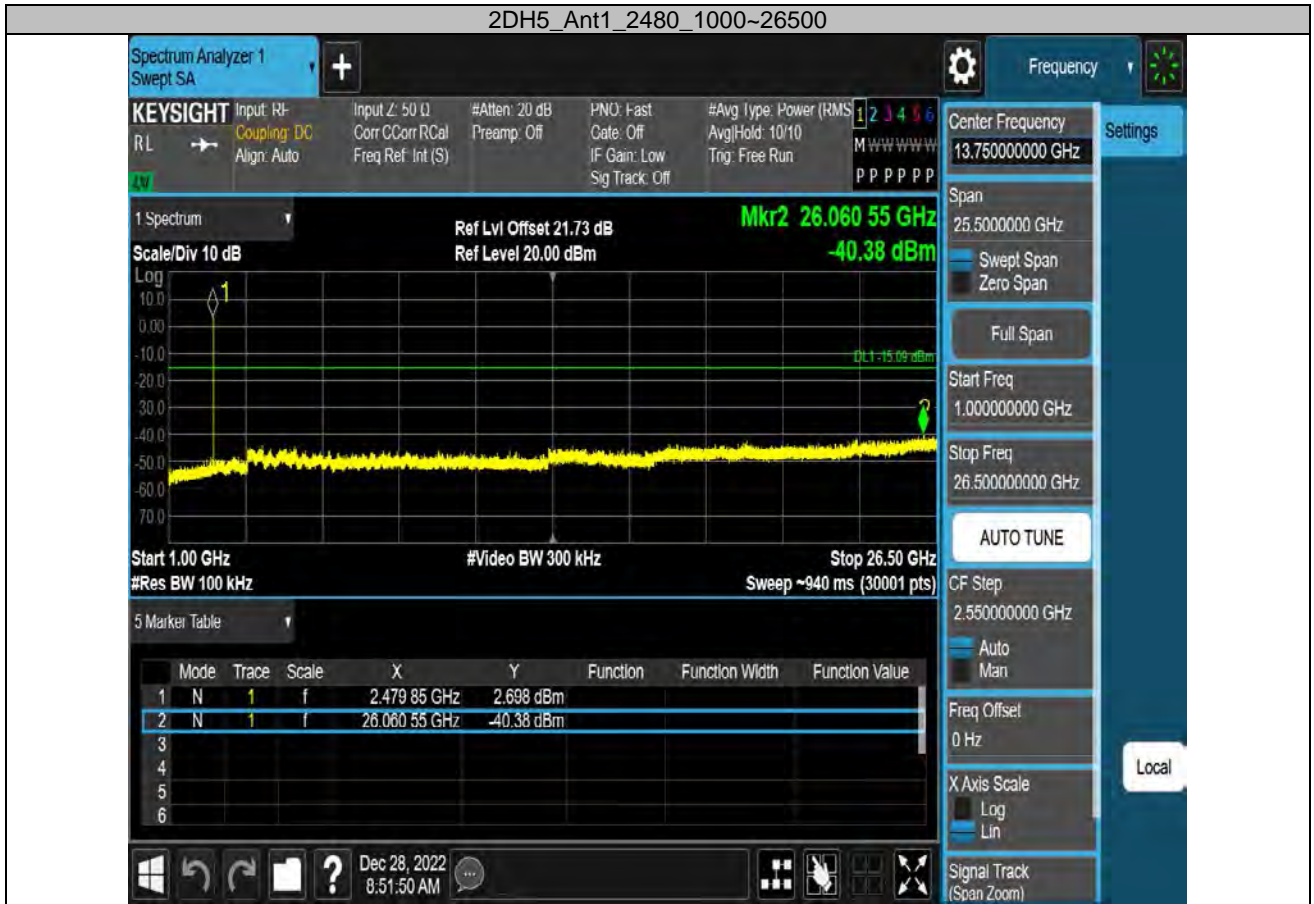 2DH5_Ant1_2480_1000~26500
Spectrum Analyzer 1
Swept SA
+
Frequency
KEYSIGHT
RL
Input: RF
Coupling: DC
Align: Auto
Input Z: 50 Ω
Corr CCorr RCal
Freq Ref: Int (S)
#Atten: 20 dB
Preamp: Off
PNO: Fast
Gate: Off
IF Gain: Low
Sig Track: Off
#Avg Type: Power (RMS
Avg|Hold: 10/10
Trig: Free Run
1 2 3 4 5 6
M W W W W W
P P P P P P
1 Spectrum
Scale/Div 10 dB
Ref Lvl Offset 21.73 dB
Ref Level 20.00 dBm
Mkr2 26.060 55 GHz
-40.38 dBm
Log
10.0
0.00
-10.0
-20.0
-30.0
-40.0
-50.0
-60.0
-70.0
1
DL1 -15.09 dBm
2
Start 1.00 GHz
#Res BW 100 kHz
#Video BW 300 kHz
Stop 26.50 GHz
Sweep ~940 ms (30001 pts)
5 Marker Table
Mode Trace Scale X Y Function Function Width Function Value
1 N 1 f 2.479 85 GHz 2.698 dBm
2 N 1 f 26.060 55 GHz -40.38 dBm
3
4
5
6
Dec 28, 2022
8:51:50 AM
Center Frequency
13.750000000 GHz
Settings
Span
25.5000000 GHz
Swept Span
Zero Span
Full Span
Start Freq
1.000000000 GHz
Stop Freq
26.500000000 GHz
AUTO TUNE
CF Step
2.550000000 GHz
Auto
Man
Freq Offset
0 Hz
X Axis Scale
Log
Lin
Local
Signal Track
(Span Zoom)